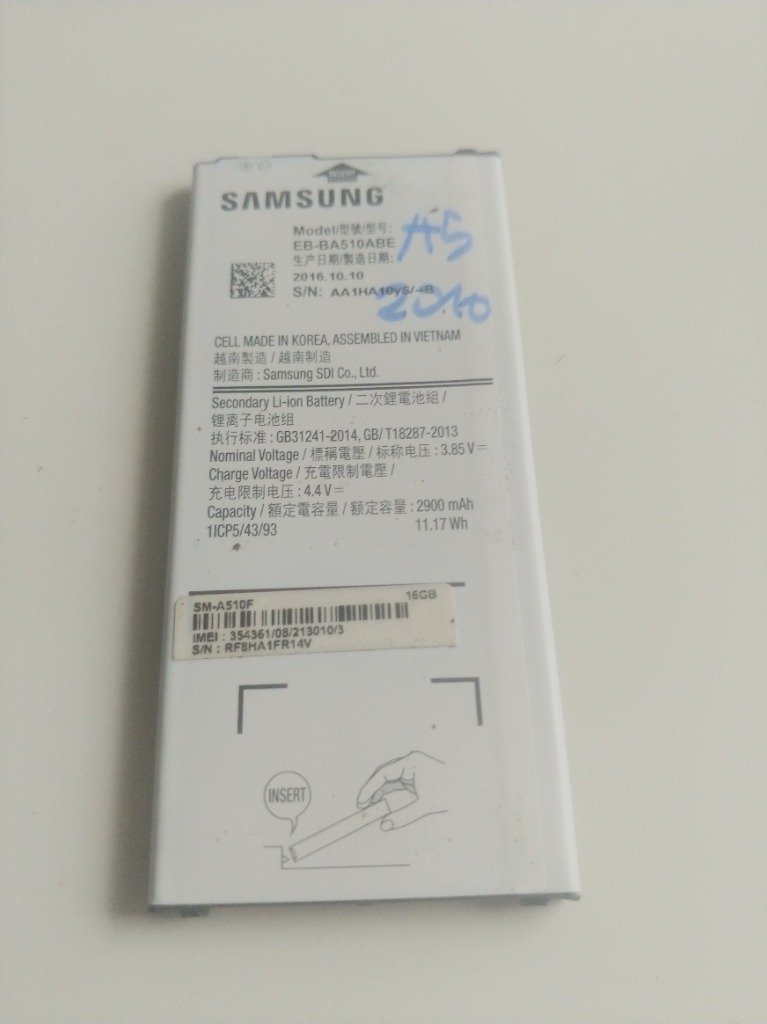 INSERT
SAMSUNG
Model/型號/型号:
EB-BA510ABE
生产日期/製造日期:
2016.10.10
S/N: AA1HA10yS/-4B
A5
2010
CELL MADE IN KOREA, ASSEMBLED IN VIETNAM
越南製造 / 越南制造
制造商 : Samsung SDI Co., Ltd.
Secondary Li-ion Battery / 二次鋰電池組 /
锂离子电池组
执行标准 : GB31241-2014, GB/ T18287-2013
Nominal Voltage / 標稱電壓 / 标称电压 : 3.85 V⎓
Charge Voltage / 充電限制電壓 /
充电限制电压 : 4.4 V⎓
Capacity / 額定電容量 / 额定容量 : 2900 mAh
1ICP5/43/93 11.17 Wh
SM-A510F 16GB
IMEI : 354361/08/213010/3
S/N : RF8HA1FR14V
INSERT